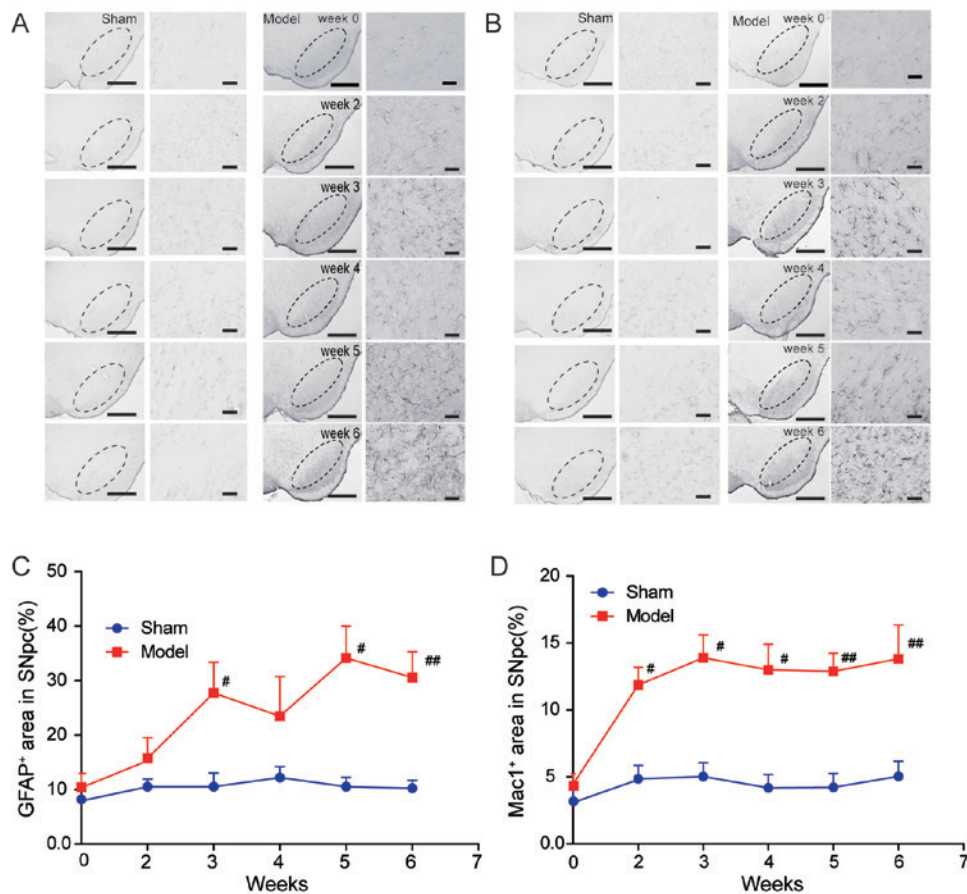 A
Sham
Model
week 0
week 2
week 3
week 4
week 5
week 6
B
Sham
Model
week 0
week 2
week 3
week 4
week 5
week 6
C
GFAP⁺ area in SNpc(%)
50
40
30
20
10
0.0
Sham
Model
#
#
##
0 2 3 4 5 6 7
Weeks
D
Mac1⁺ area in SNpc(%)
20
15
10
5
0.0
Sham
Model
#
#
#
##
##
0 2 3 4 5 6 7
Weeks